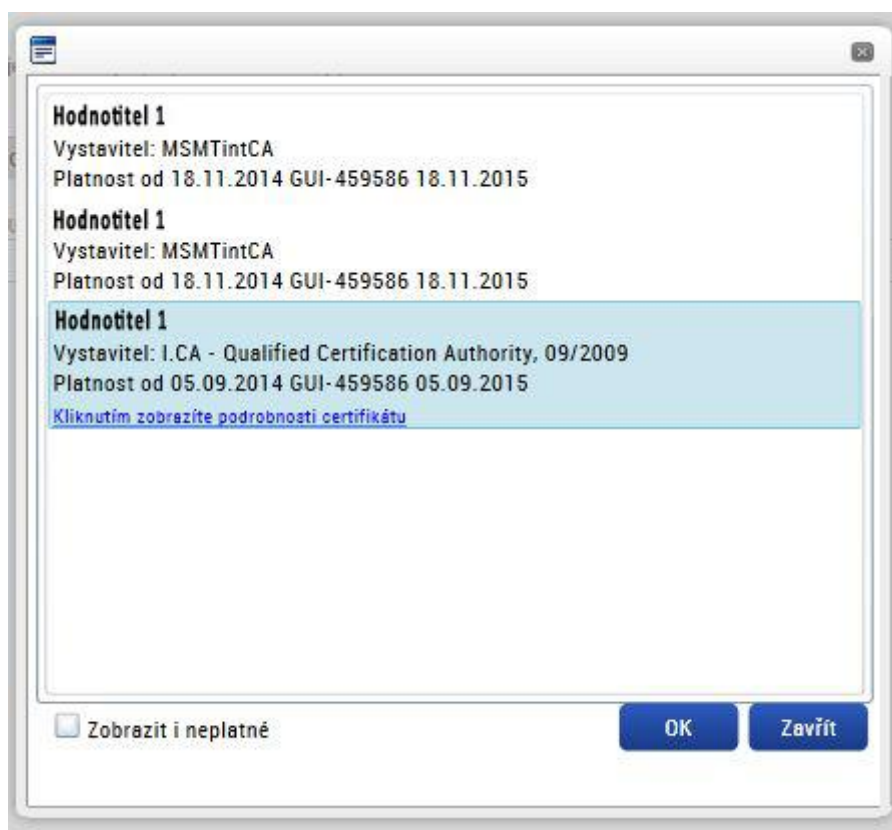 Hodnotitel 1
Vystavitel: MSMTintCA
Platnost od 18.11.2014 GUI-459586 18.11.2015
Hodnotitel 1
Vystavitel: MSMTintCA
Platnost od 18.11.2014 GUI-459586 18.11.2015
Hodnotitel 1
Vystavitel: I.CA - Qualified Certification Authority, 09/2009
Platnost od 05.09.2014 GUI-459586 05.09.2015
Kliknutím zobrazíte podrobnosti certifikátu
Zobrazit i neplatné
OK
Zavřít